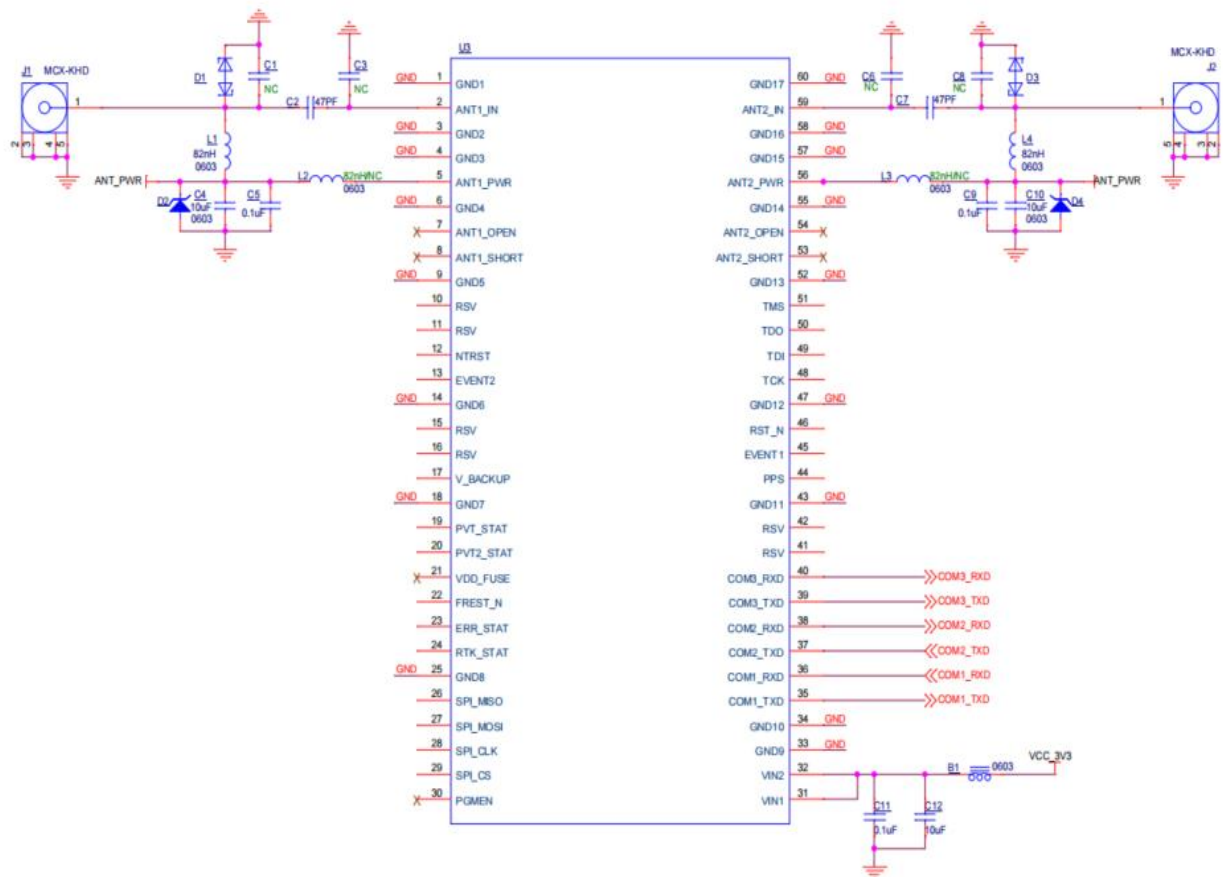 U3
J1 MCX-KHD
1
2 3 4 5
D1
C1
NC
C3
C2 47PF
L1
82nH
0603
ANT_PWR
L2 82nH/NC
0603
D2
C4
10uF
0603
C5
0.1uF
GND 1 GND1
2 ANT1_IN
GND 3 GND2
GND 4 GND3
5 ANT1_PWR
GND 6 GND4
7 ANT1_OPEN
8 ANT1_SHORT
GND 9 GND5
10 RSV
11 RSV
12 NTRST
13 EVENT2
GND 14 GND6
15 RSV
16 RSV
17 V_BACKUP
GND 18 GND7
19 PVT_STAT
20 PVT2_STAT
21 VDD_FUSE
22 FREST_N
23 ERR_STAT
24 RTK_STAT
GND 25 GND8
26 SPI_MISO
27 SPI_MOSI
28 SPI_CLK
29 SPI_CS
30 PGMEN
GND17 60 GND
ANT2_IN 59
GND16 58 GND
GND15 57 GND
ANT2_PWR 56
GND14 55 GND
ANT2_OPEN 54
ANT2_SHORT 53
GND13 52 GND
TMS 51
TDO 50
TDI 49
TCK 48
GND12 47 GND
RST_N 46
EVENT1 45
PPS 44
GND11 43 GND
RSV 42
RSV 41
COM3_RXD 40 COM3_RXD
COM3_TXD 39 COM3_TXD
COM2_RXD 38 COM2_RXD
COM2_TXD 37 COM2_TXD
COM1_RXD 36 COM1_RXD
COM1_TXD 35 COM1_TXD
GND10 34 GND
GND9 33 GND
VIN2 32
VIN1 31
C6
NC
C8
NC
D3
C7 47PF
MCX-KHD
J2
1
5 4 3 2
L4
82nH
0603
L3 82nH/NC
0603
ANT_PWR
C9
0.1uF
C10
10uF
0603
D4
B1 0603
VCC_3V3
C11
0.1uF
C12
10uF